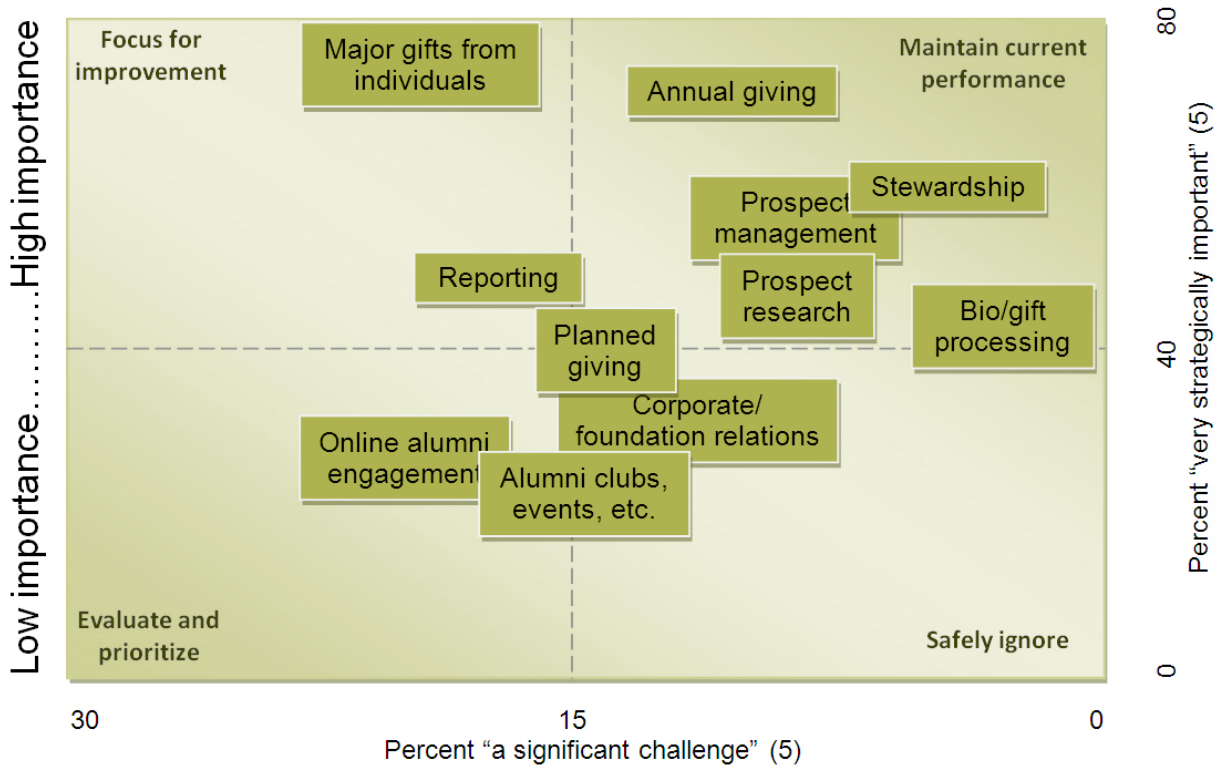 Low importance...........High importance
Focus for
improvement
Major gifts from
individuals
Annual giving
Maintain current
performance
Stewardship
Prospect
management
Reporting
Prospect
research
Bio/gift
processing
Planned
giving
Corporate/
foundation relations
Online alumni
engagement
Alumni clubs,
events, etc.
Evaluate and
prioritize
Safely ignore
80
40
0
Percent “very strategically important” (5)
30
15
0
Percent “a significant challenge” (5)